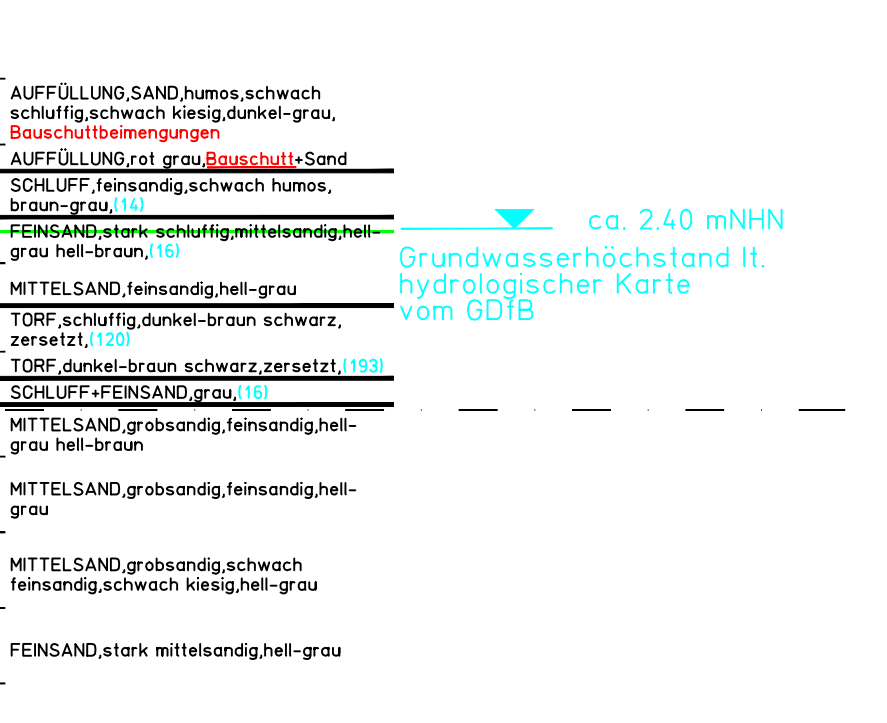 AUFFÜLLUNG,SAND,humos,schwach
schluffig,schwach kiesig,dunkel-grau,
Bauschuttbeimengungen
AUFFÜLLUNG,rot grau,Bauschutt+Sand
SCHLUFF,feinsandig,schwach humos,
braun-grau,(14)
FEINSAND,stark schluffig,mittelsandig,hell-
grau hell-braun,(16)
MITTELSAND,feinsandig,hell-grau
TORF,schluffig,dunkel-braun schwarz,
zersetzt,(120)
TORF,dunkel-braun schwarz,zersetzt,(193)
SCHLUFF+FEINSAND,grau,(16)
MITTELSAND,grobsandig,feinsandig,hell-
grau hell-braun
MITTELSAND,grobsandig,feinsandig,hell-
grau
MITTELSAND,grobsandig,schwach
feinsandig,schwach kiesig,hell-grau
FEINSAND,stark mittelsandig,hell-grau
ca. 2.40 mNHN
Grundwasserhöchstand lt.
hydrologischer Karte
vom GDfB